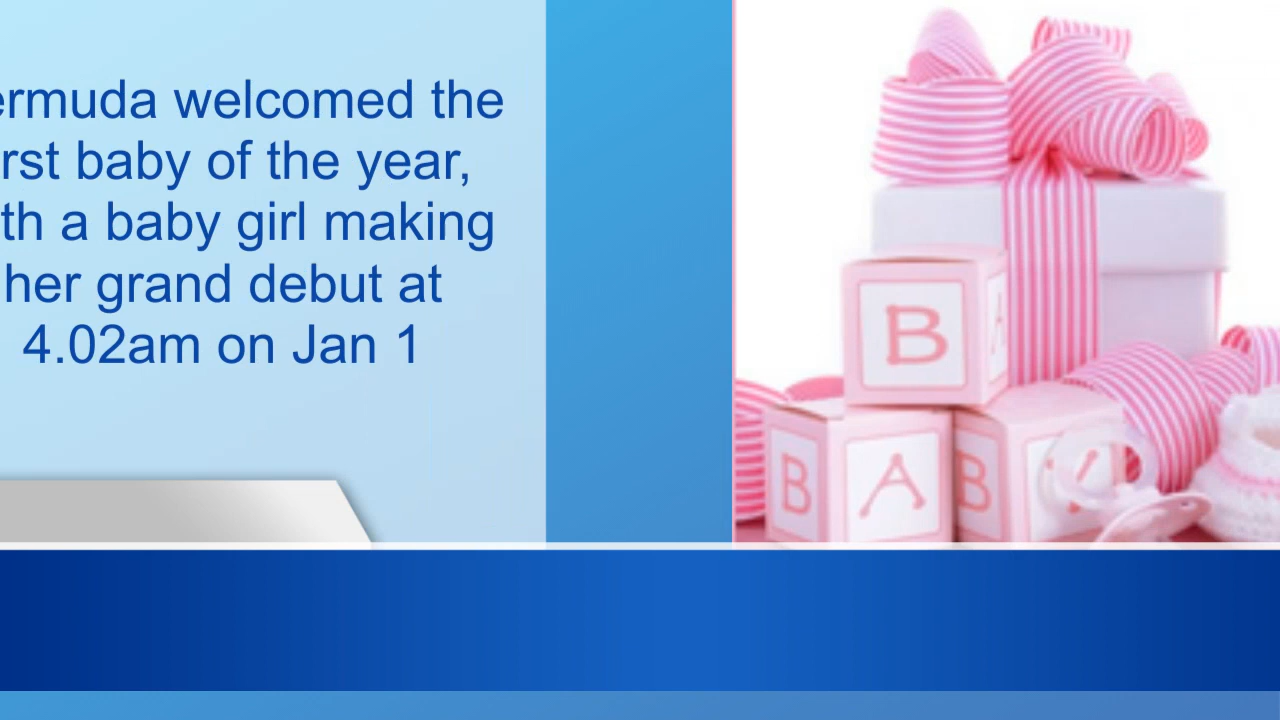 ermuda welcomed the
rst baby of the year,
th a baby girl making
her grand debut at
4.02am on Jan 1
B
B A B Y